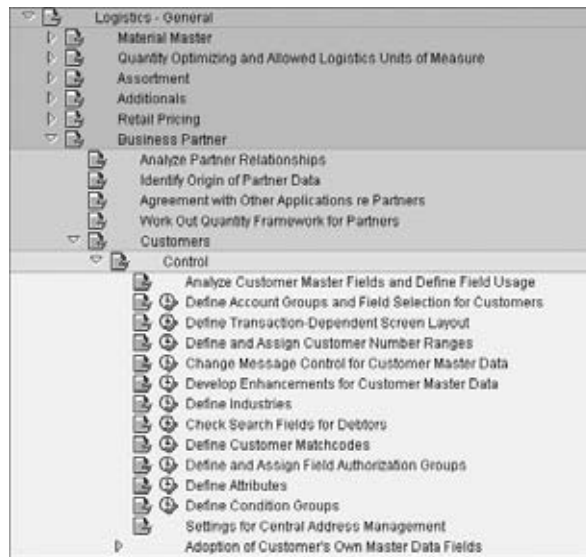 Logistics - General
Material Master
Quantity Optimizing and Allowed Logistics Units of Measure
Assortment
Additionals
Retail Pricing
Business Partner
Analyze Partner Relationships
Identify Origin of Partner Data
Agreement with Other Applications re Partners
Work Out Quantity Framework for Partners
Customers
Control
Analyze Customer Master Fields and Define Field Usage
Define Account Groups and Field Selection for Customers
Define Transaction-Dependent Screen Layout
Define and Assign Customer Number Ranges
Change Message Control for Customer Master Data
Develop Enhancements for Customer Master Data
Define Industries
Check Search Fields for Debtors
Define Customer Matchcodes
Define and Assign Field Authorization Groups
Define Attributes
Define Condition Groups
Settings for Central Address Management
Adoption of Customer's Own Master Data Fields